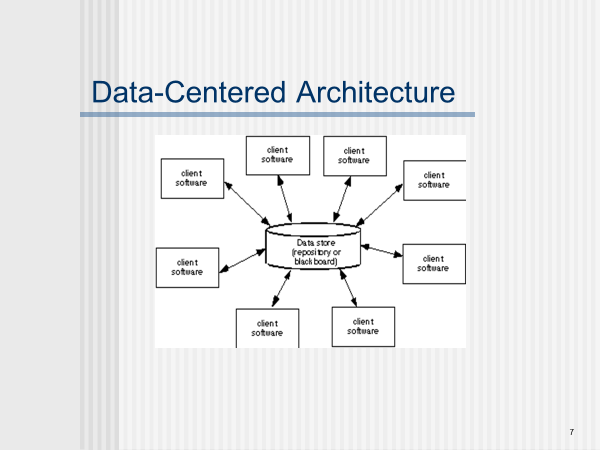 Data-Centered Architecture
client
software
client
software
client
software
client
software
Data store
(repository or
blackboard)
client
software
client
software
client
software
client
software
7